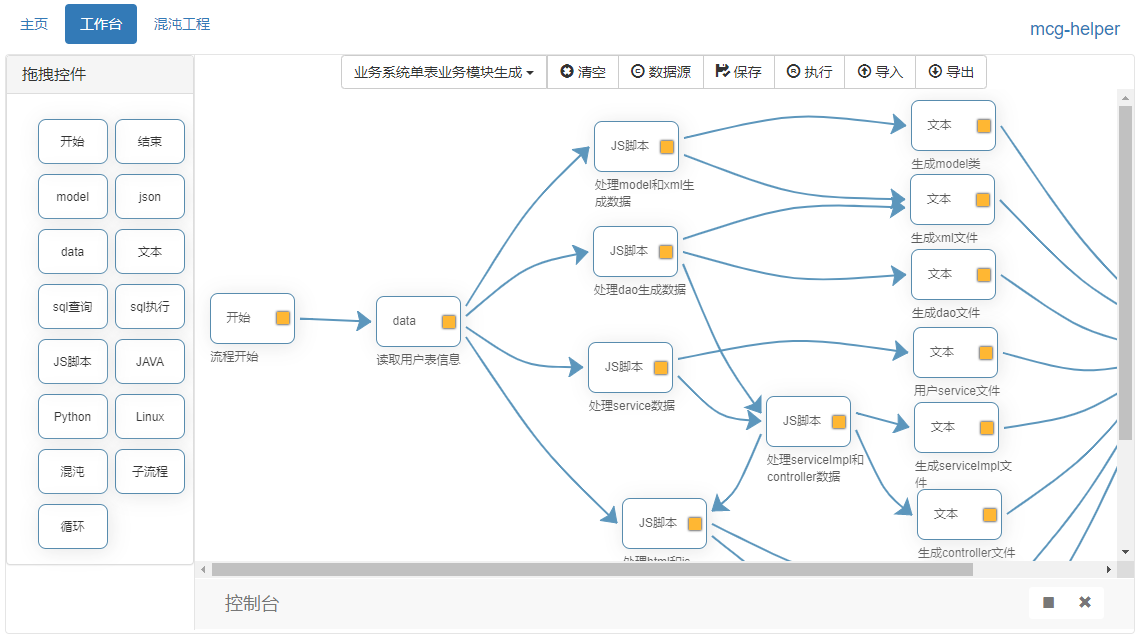 主页
工作台
混沌工程
mcg-helper
拖拽控件
业务系统单表业务模块生成
清空
数据源
保存
执行
导入
导出
开始
结束
model
json
data
文本
sql查询
sql执行
JS脚本
JAVA
Python
Linux
混沌
子流程
循环
开始
流程开始
data
读取用户表信息
JS脚本
处理model和xml生
成数据
JS脚本
处理dao生成数据
JS脚本
处理service数据
JS脚本
处理serviceImpl和
controller数据
JS脚本
处理html和js
文本
生成model类
文本
生成xml文件
文本
生成dao文件
文本
用户service文件
文本
生成serviceImpl文
件
文本
生成controller文件
控制台